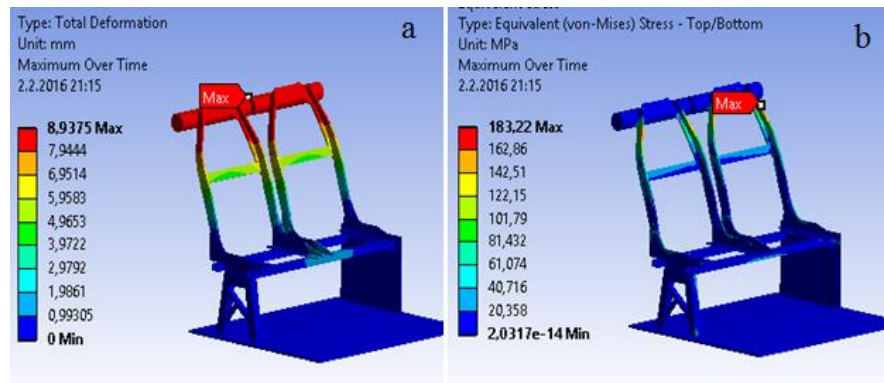 Type: Total Deformation
Unit: mm
Maximum Over Time
2.2.2016 21:15
a
Max
8,9375 Max
7,9444
6,9514
5,9583
4,9653
3,9722
2,9792
1,9861
0,99305
0 Min
Type: Equivalent (von-Mises) Stress - Top/Bottom
Unit: MPa
Maximum Over Time
2.2.2016 21:15
b
Max
183,22 Max
162,86
142,51
122,15
101,79
81,432
61,074
40,716
20,358
2,0317e-14 Min